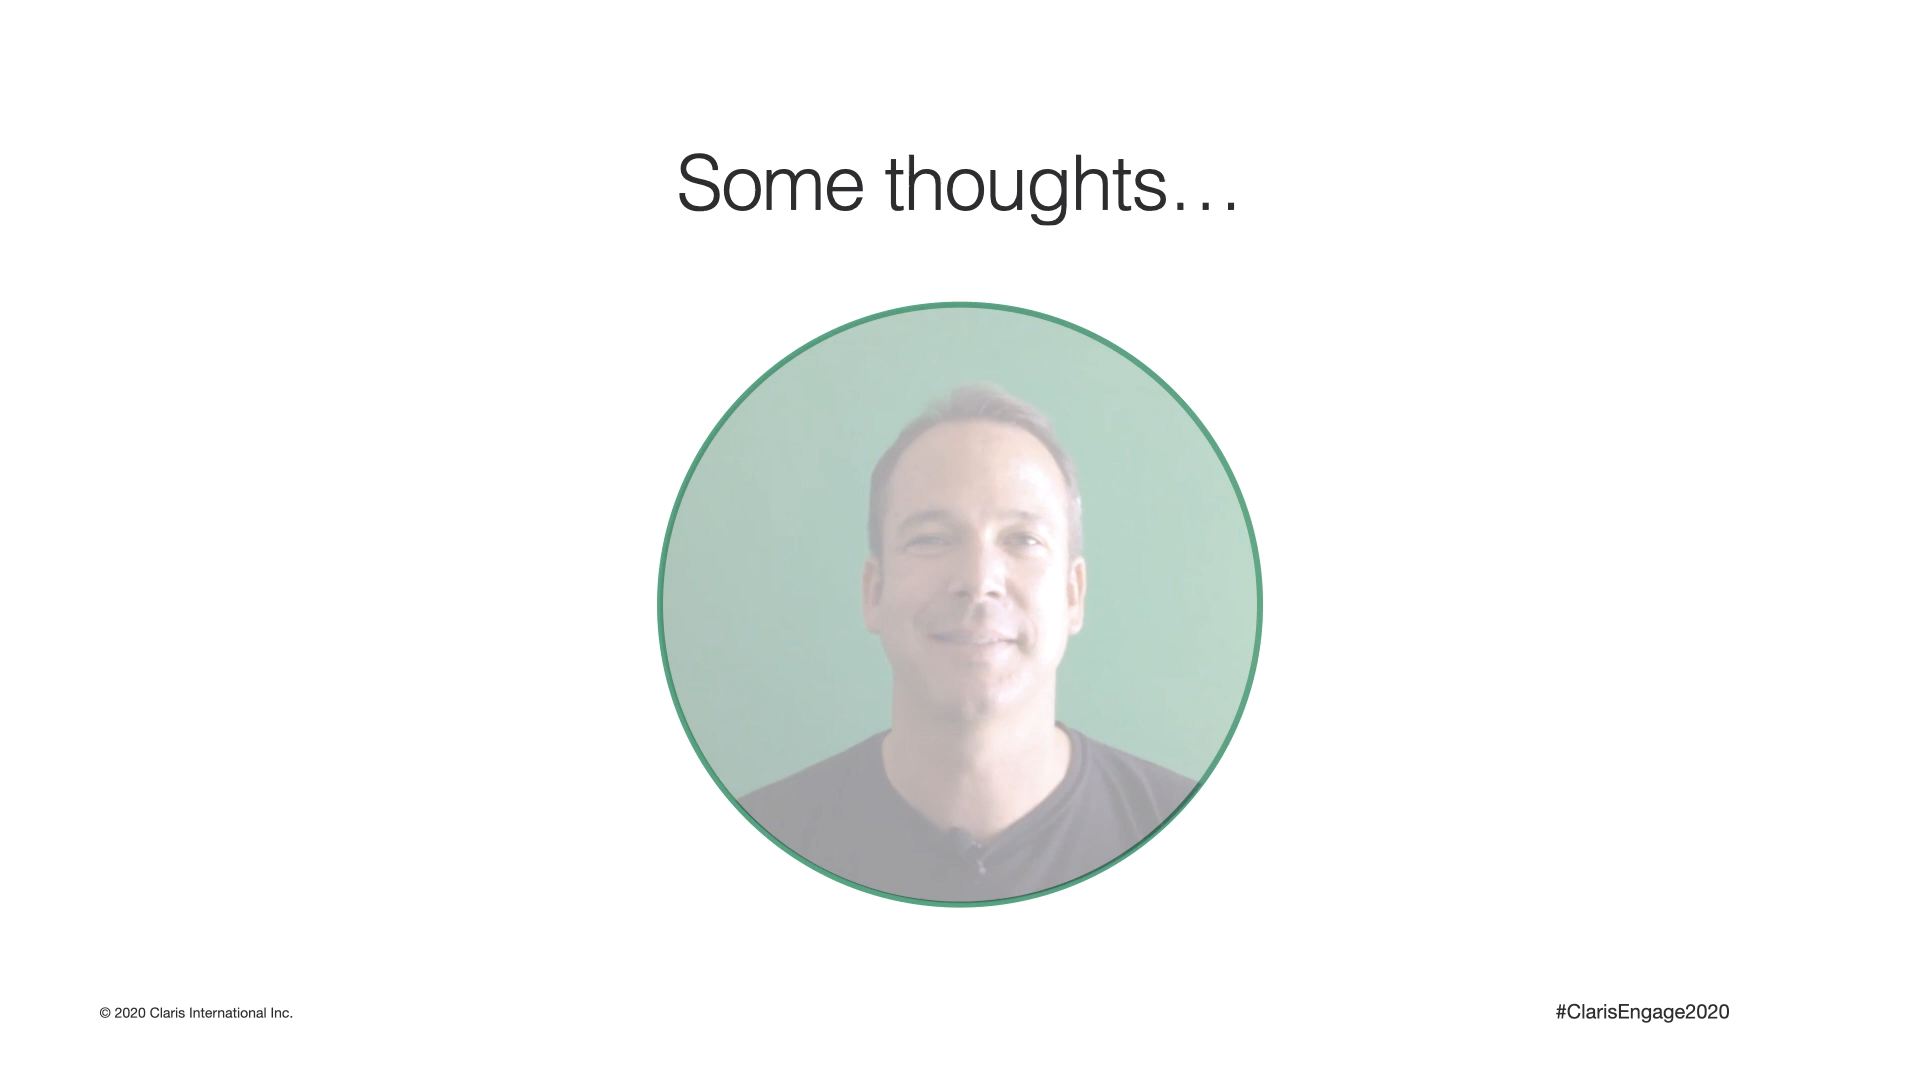 Some thoughts…
© 2020 Claris International Inc.
#ClarisEngage2020